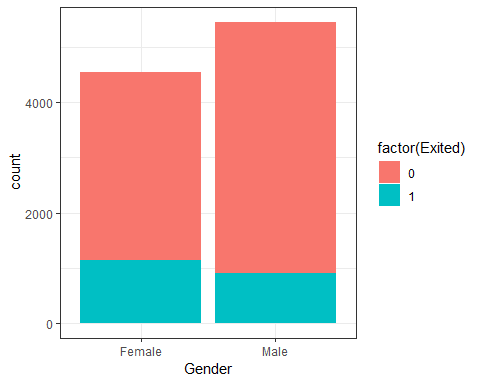 count
4000
2000
0
Female
Male
Gender
factor(Exited)
0
1